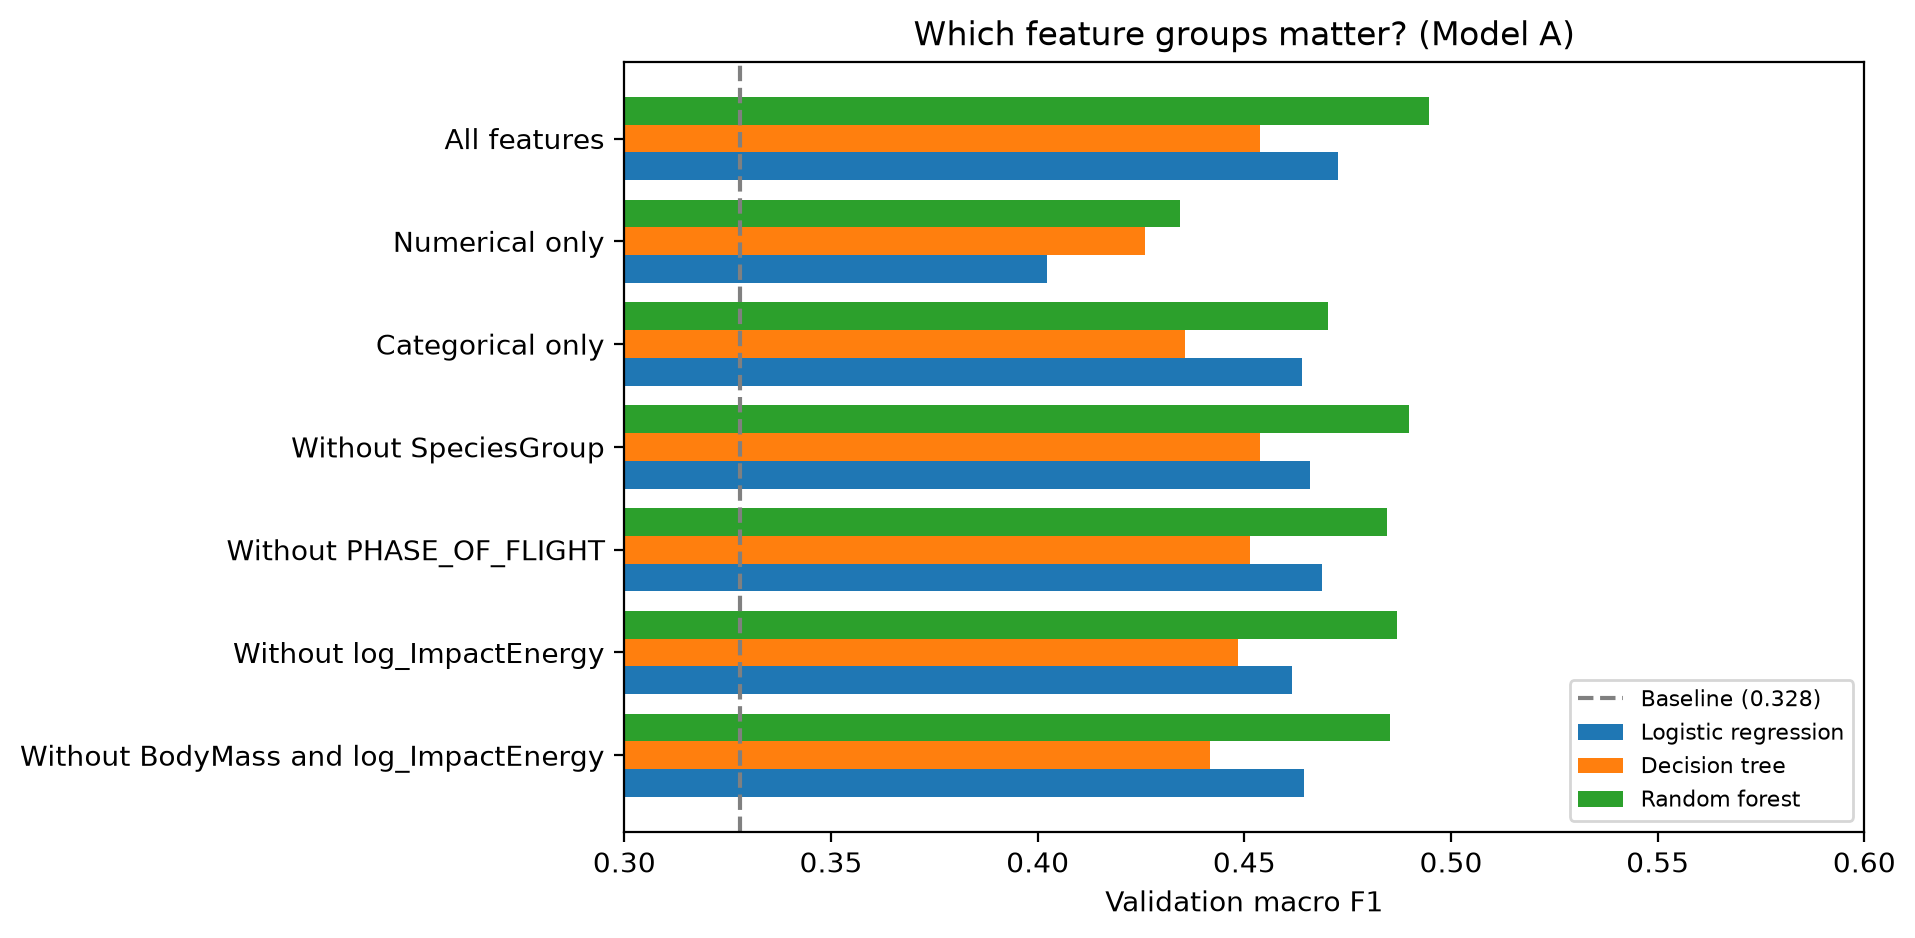 Which feature groups matter? (Model A)
All features
Numerical only
Categorical only
Without SpeciesGroup
Without PHASE_OF_FLIGHT
Without log_ImpactEnergy
Without BodyMass and log_ImpactEnergy
Baseline (0.328)
Logistic regression
Decision tree
Random forest
0.30 0.35 0.40 0.45 0.50 0.55 0.60
Validation macro F1